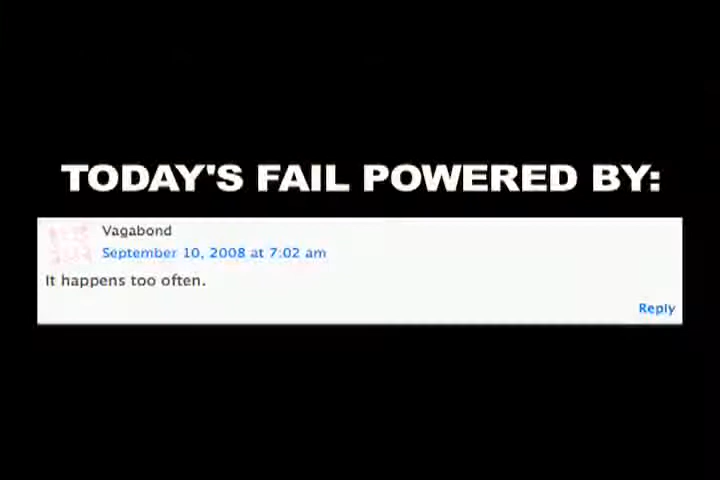 TODAY'S FAIL POWERED BY:
Vagabond
September 10, 2008 at 7:02 am
It happens too often.
Reply